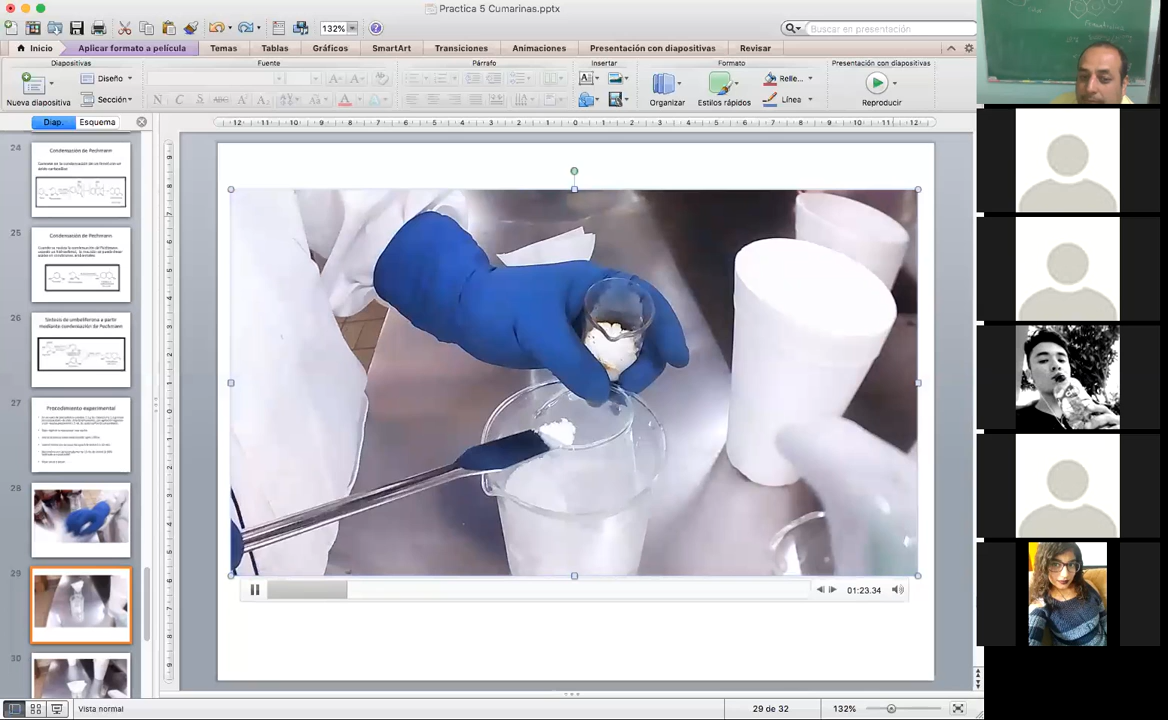 Practica 5 Cumarinas.pptx
132%
Buscar en presentación
Inicio
Aplicar formato a película
Temas
Tablas
Gráficos
SmartArt
Transiciones
Animaciones
Presentación con diapositivas
Revisar
Diapositivas
Fuente
Párrafo
Insertar
Formato
Presentación con diapositivas
Nueva diapositiva
Diseño
Sección
N C S ABC
Organizar
Estilos rápidos
Relle...
Línea
Reproducir
Diap.
Esquema
24
Condensación de Pechmann
25
Condensación de Pechmann
26
Síntesis de umbeliferona a partir
mediante condensación de Pechmann
27
Procedimiento experimental
28
29
30
01:23.34
Vista normal
29 de 32
132%